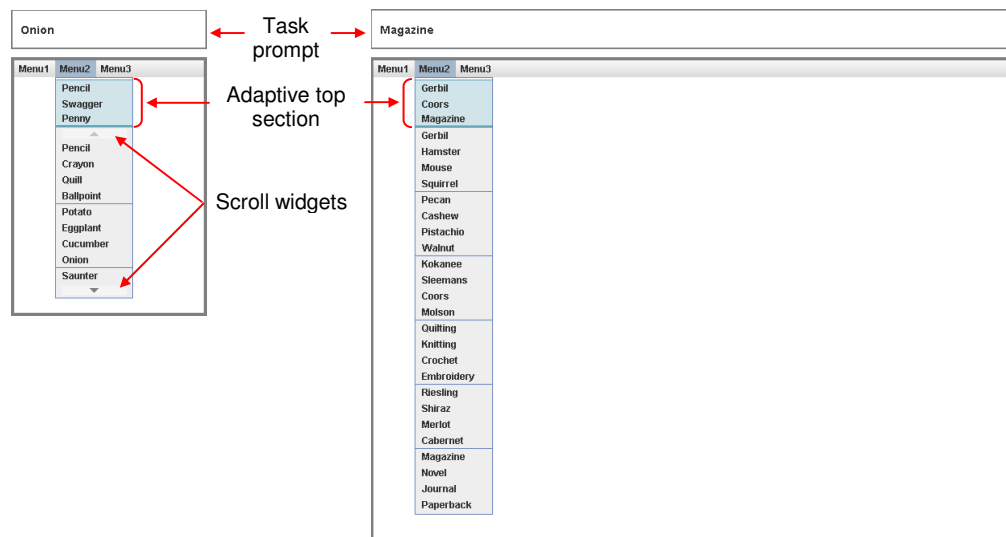 Onion
Task prompt
Magazine
Menu1 Menu2 Menu3
Pencil
Swagger
Penny
Pencil
Crayon
Quill
Ballpoint
Potato
Eggplant
Cucumber
Onion
Saunter
Adaptive top
section
Scroll widgets
Menu1 Menu2 Menu3
Gerbil
Coors
Magazine
Gerbil
Hamster
Mouse
Squirrel
Pecan
Cashew
Pistachio
Walnut
Kokanee
Sleemans
Coors
Molson
Quilting
Knitting
Crochet
Embroidery
Riesling
Shiraz
Merlot
Cabernet
Magazine
Novel
Journal
Paperback